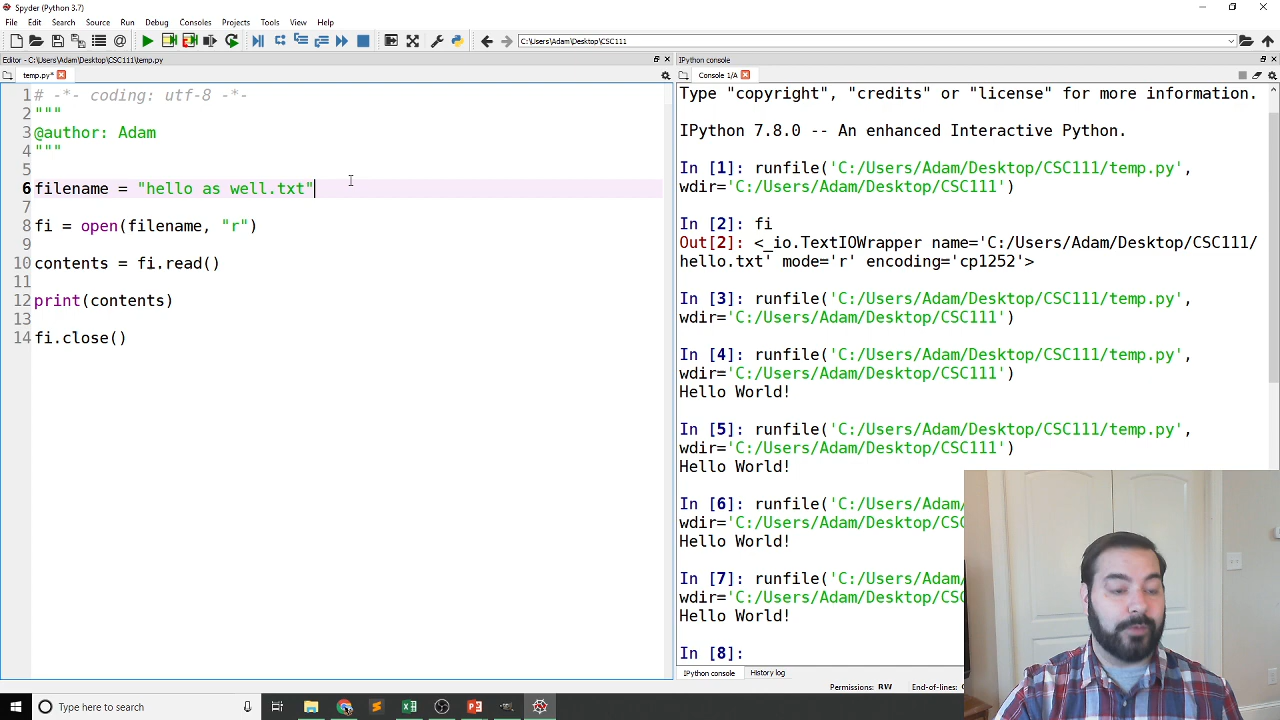 Spyder (Python 3.7)
File Edit Search Source Run Debug Consoles Projects Tools View Help
C:\Users\Adam\Desktop\CSC111
Editor - C:\Users\Adam\Desktop\CSC111\temp.py
IPython console
temp.py*
Console 1/A
1 # -*- coding: utf-8 -*-
2 """
3 @author: Adam
4 """
5
6 filename = "hello as well.txt"
7
8 fi = open(filename, "r")
9
10 contents = fi.read()
11
12 print(contents)
13
14 fi.close()
Type "copyright", "credits" or "license" for more information.
IPython 7.8.0 -- An enhanced Interactive Python.
In [1]: runfile('C:/Users/Adam/Desktop/CSC111/temp.py',
wdir='C:/Users/Adam/Desktop/CSC111')
In [2]: fi
Out[2]: <_io.TextIOWrapper name='C:/Users/Adam/Desktop/CSC111/
hello.txt' mode='r' encoding='cp1252'>
In [3]: runfile('C:/Users/Adam/Desktop/CSC111/temp.py',
wdir='C:/Users/Adam/Desktop/CSC111')
In [4]: runfile('C:/Users/Adam/Desktop/CSC111/temp.py',
wdir='C:/Users/Adam/Desktop/CSC111')
Hello World!
In [5]: runfile('C:/Users/Adam/Desktop/CSC111/temp.py',
wdir='C:/Users/Adam/Desktop/CSC111')
Hello World!
In [6]: runfile('C:/Users/Adam/
wdir='C:/Users/Adam/Desktop/CSC
Hello World!
In [7]: runfile('C:/Users/Adam/
wdir='C:/Users/Adam/Desktop/CSC
Hello World!
In [8]:
IPython console History log
Permissions: RW End-of-lines:
Type here to search